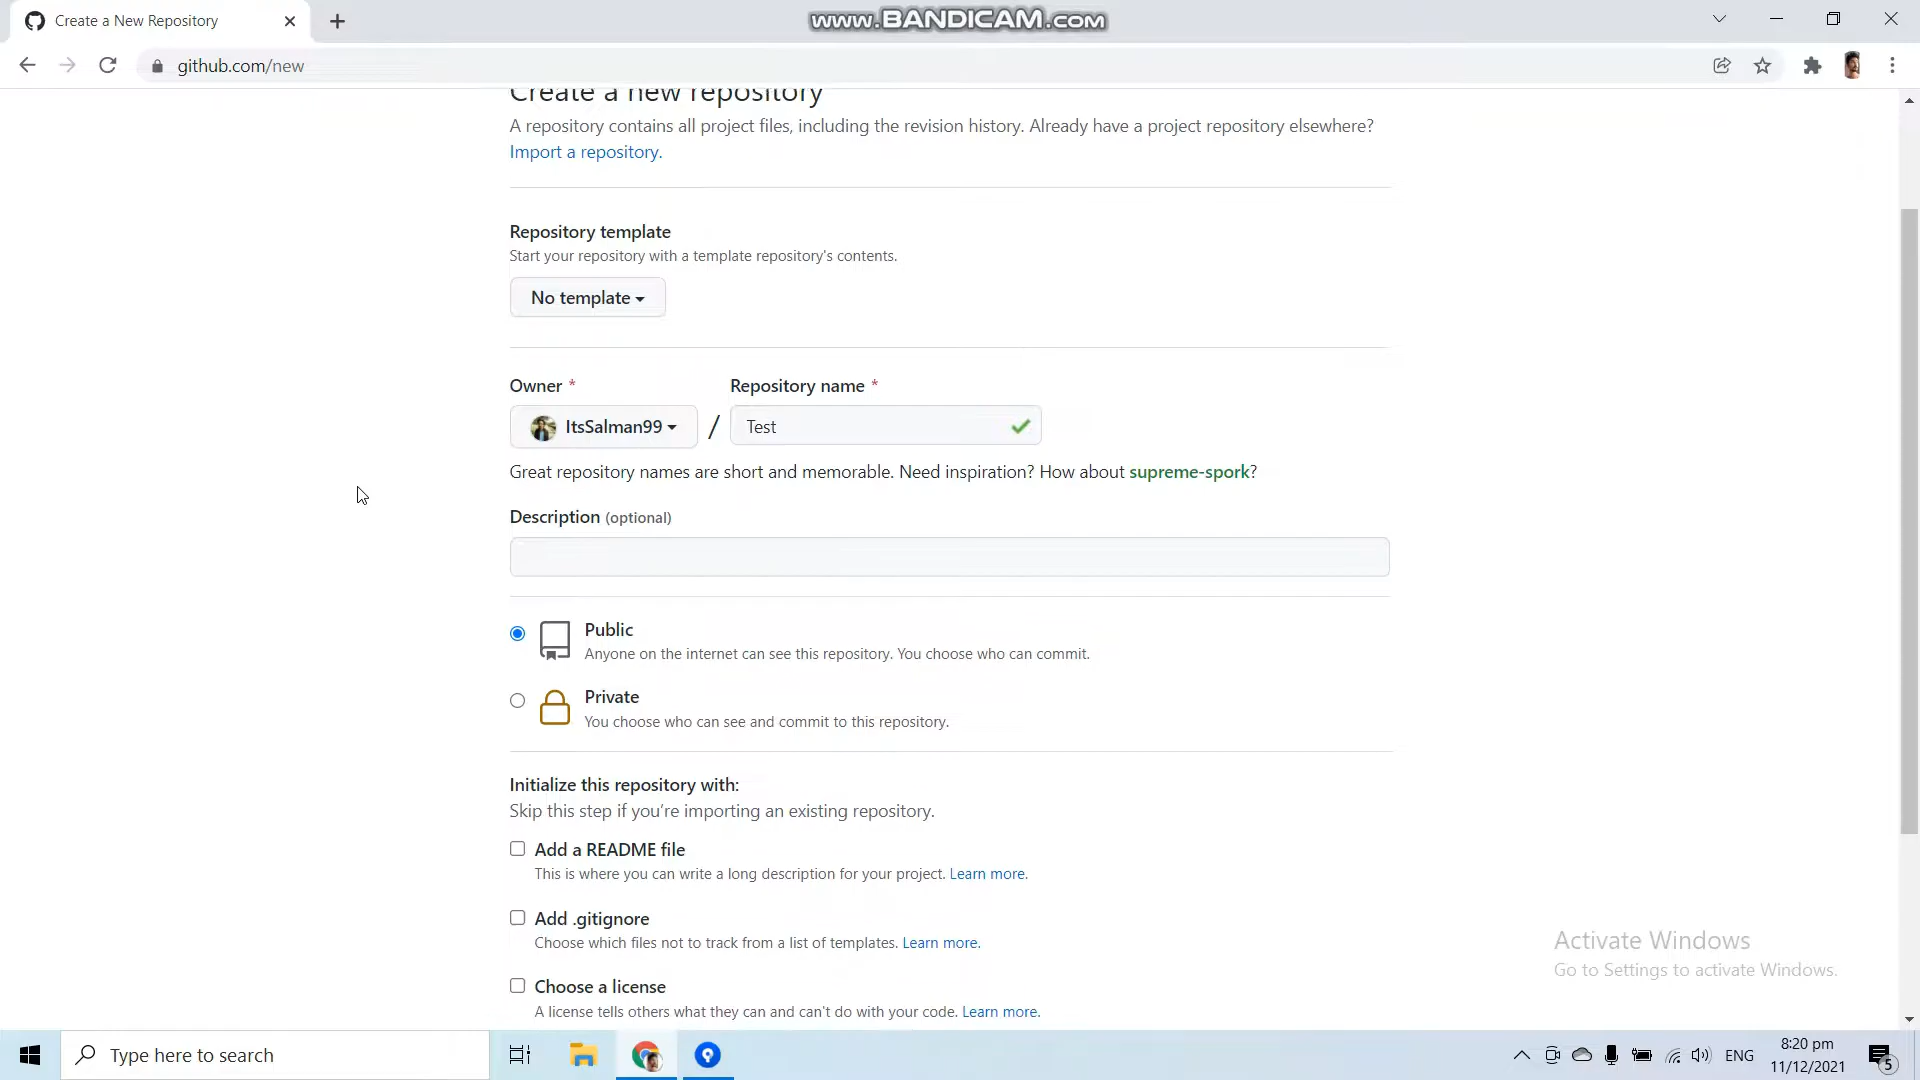 Create a New Repository
www.BANDICAM.com
github.com/new
Create a new repository
A repository contains all project files, including the revision history. Already have a project repository elsewhere?
Import a repository.
Repository template
Start your repository with a template repository's contents.
No template
Owner *
Repository name *
ItsSalman99
/
Test
Great repository names are short and memorable. Need inspiration? How about supreme-spork?
Description (optional)
Public
Anyone on the internet can see this repository. You choose who can commit.
Private
You choose who can see and commit to this repository.
Initialize this repository with:
Skip this step if you’re importing an existing repository.
Add a README file
This is where you can write a long description for your project. Learn more.
Add .gitignore
Choose which files not to track from a list of templates. Learn more.
Choose a license
A license tells others what they can and can't do with your code. Learn more.
Activate Windows
Go to Settings to activate Windows.
Type here to search
ENG
8:20 pm
11/12/2021
5